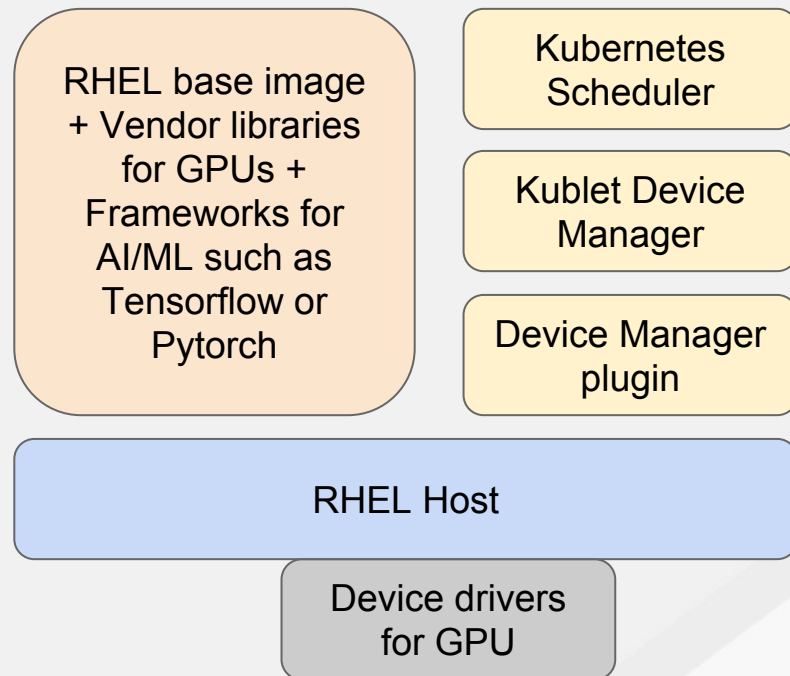 RHEL base image
+ Vendor libraries
for GPUs +
Frameworks for
AI/ML such as
Tensorflow or
Pytorch
Kubernetes
Scheduler
Kublet Device
Manager
Device Manager
plugin
RHEL Host
Device drivers
for GPU